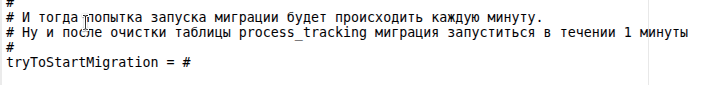 #
# И тогда попытка запуска миграции будет происходить каждую минуту.
# Ну и после очистки таблицы process_tracking миграция запуститься в течении 1 минуты
#
tryToStartMigration = #